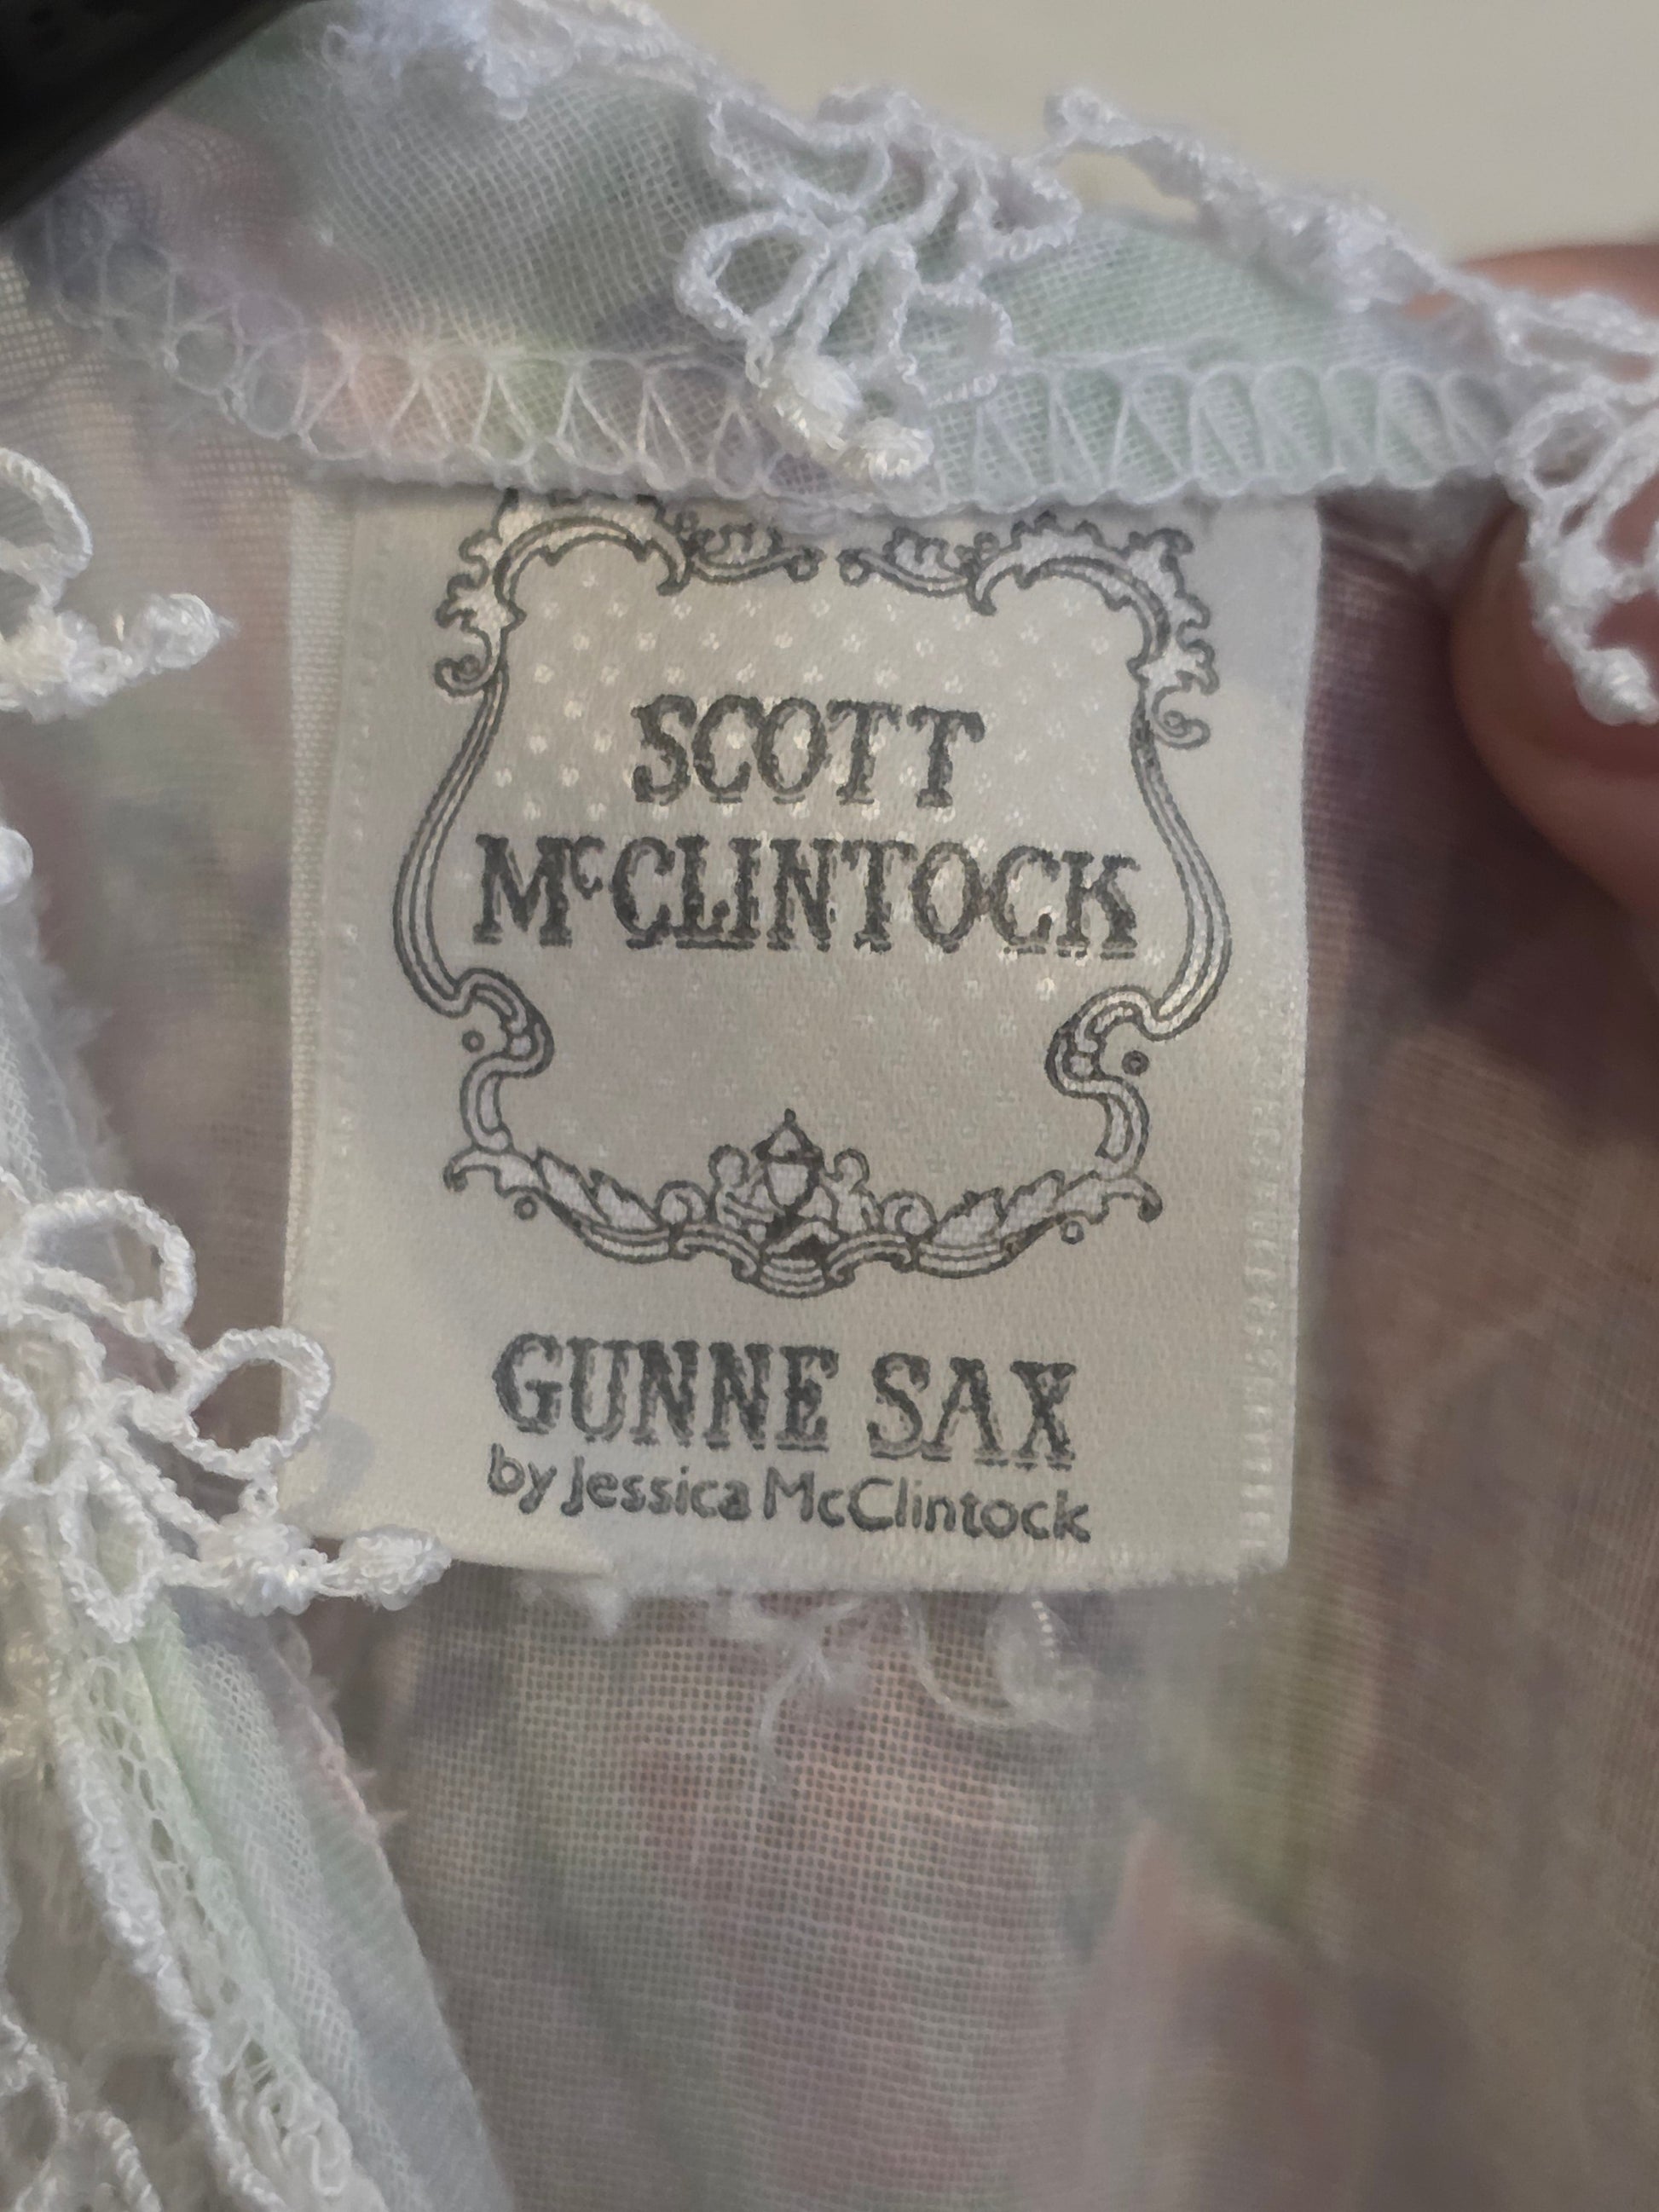 SCOTT
McCLINTOCK
GUNNE SAX
by Jessica McClintock